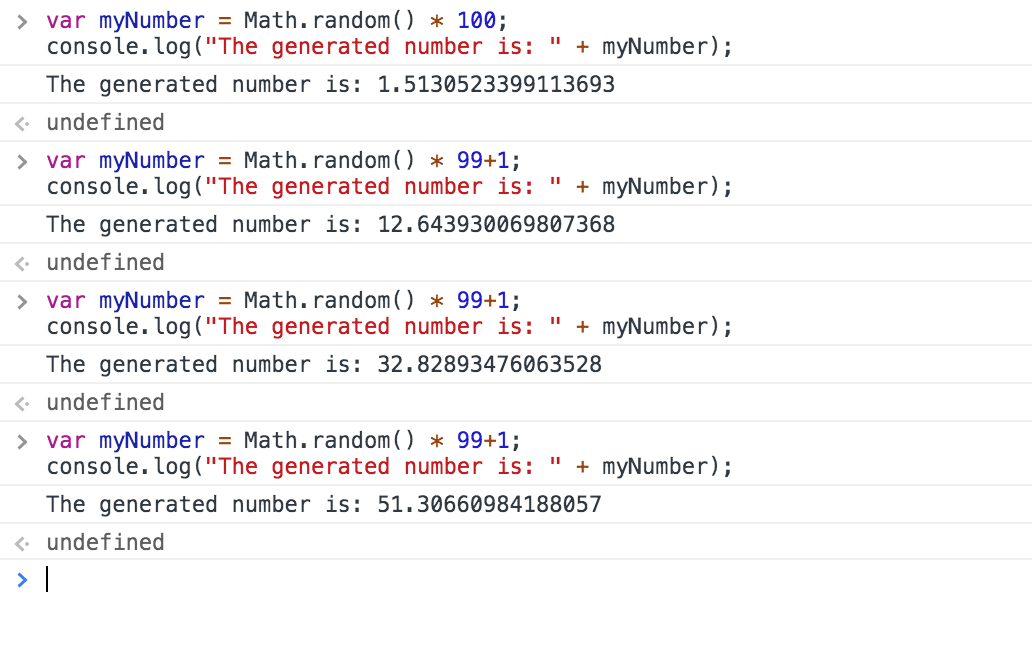 > var myNumber = Math.random() * 100;
console.log("The generated number is: " + myNumber);
The generated number is: 1.5130523399113693
undefined
> var myNumber = Math.random() * 99+1;
console.log("The generated number is: " + myNumber);
The generated number is: 12.643930069807368
undefined
> var myNumber = Math.random() * 99+1;
console.log("The generated number is: " + myNumber);
The generated number is: 32.82893476063528
undefined
> var myNumber = Math.random() * 99+1;
console.log("The generated number is: " + myNumber);
The generated number is: 51.30660984188057
undefined
>